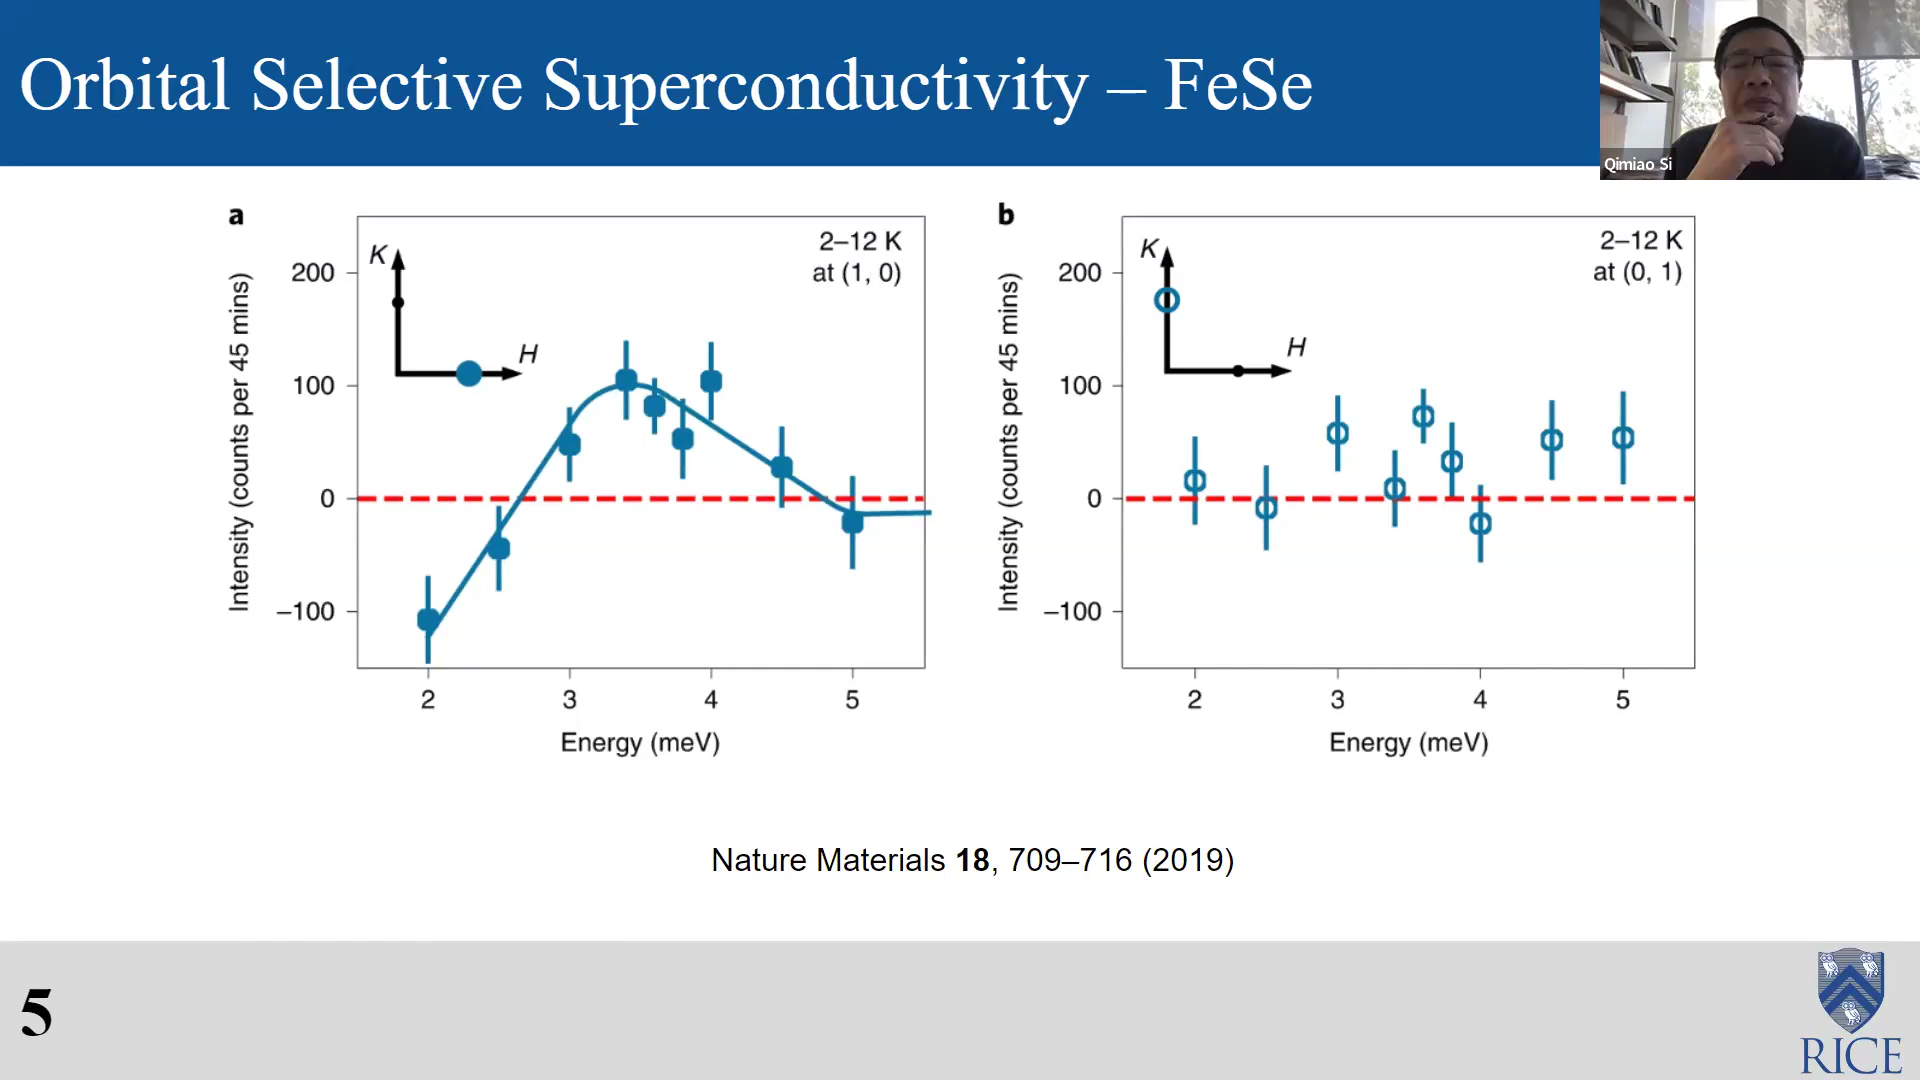 Orbital Selective Superconductivity – FeSe
Qimiao Si
a
K
H
2–12 K
at (1, 0)
Intensity (counts per 45 mins)
200
100
0
–100
2
3
4
5
Energy (meV)
b
K
H
2–12 K
at (0, 1)
Intensity (counts per 45 mins)
200
100
0
–100
2
3
4
5
Energy (meV)
Nature Materials 18, 709–716 (2019)
5
RICE